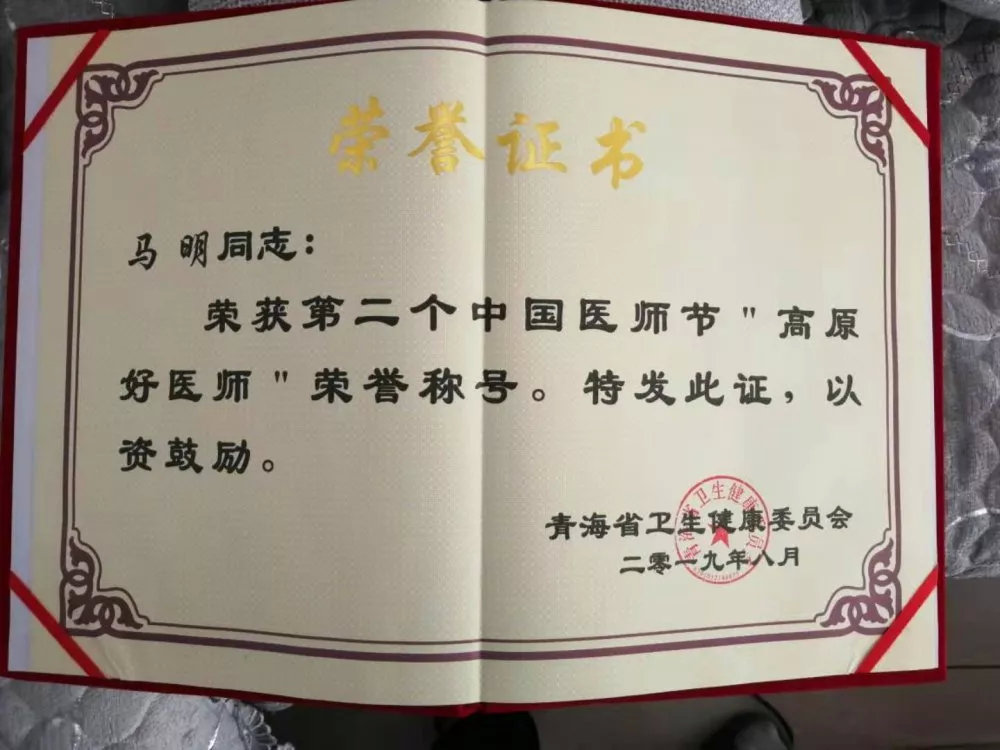 荣誉证书
马明同志：
荣获第二个中国医师节"高原
好医师"荣誉称号。特发此证，以
资鼓励。
青海省卫生健康委员会
二零一九年八月